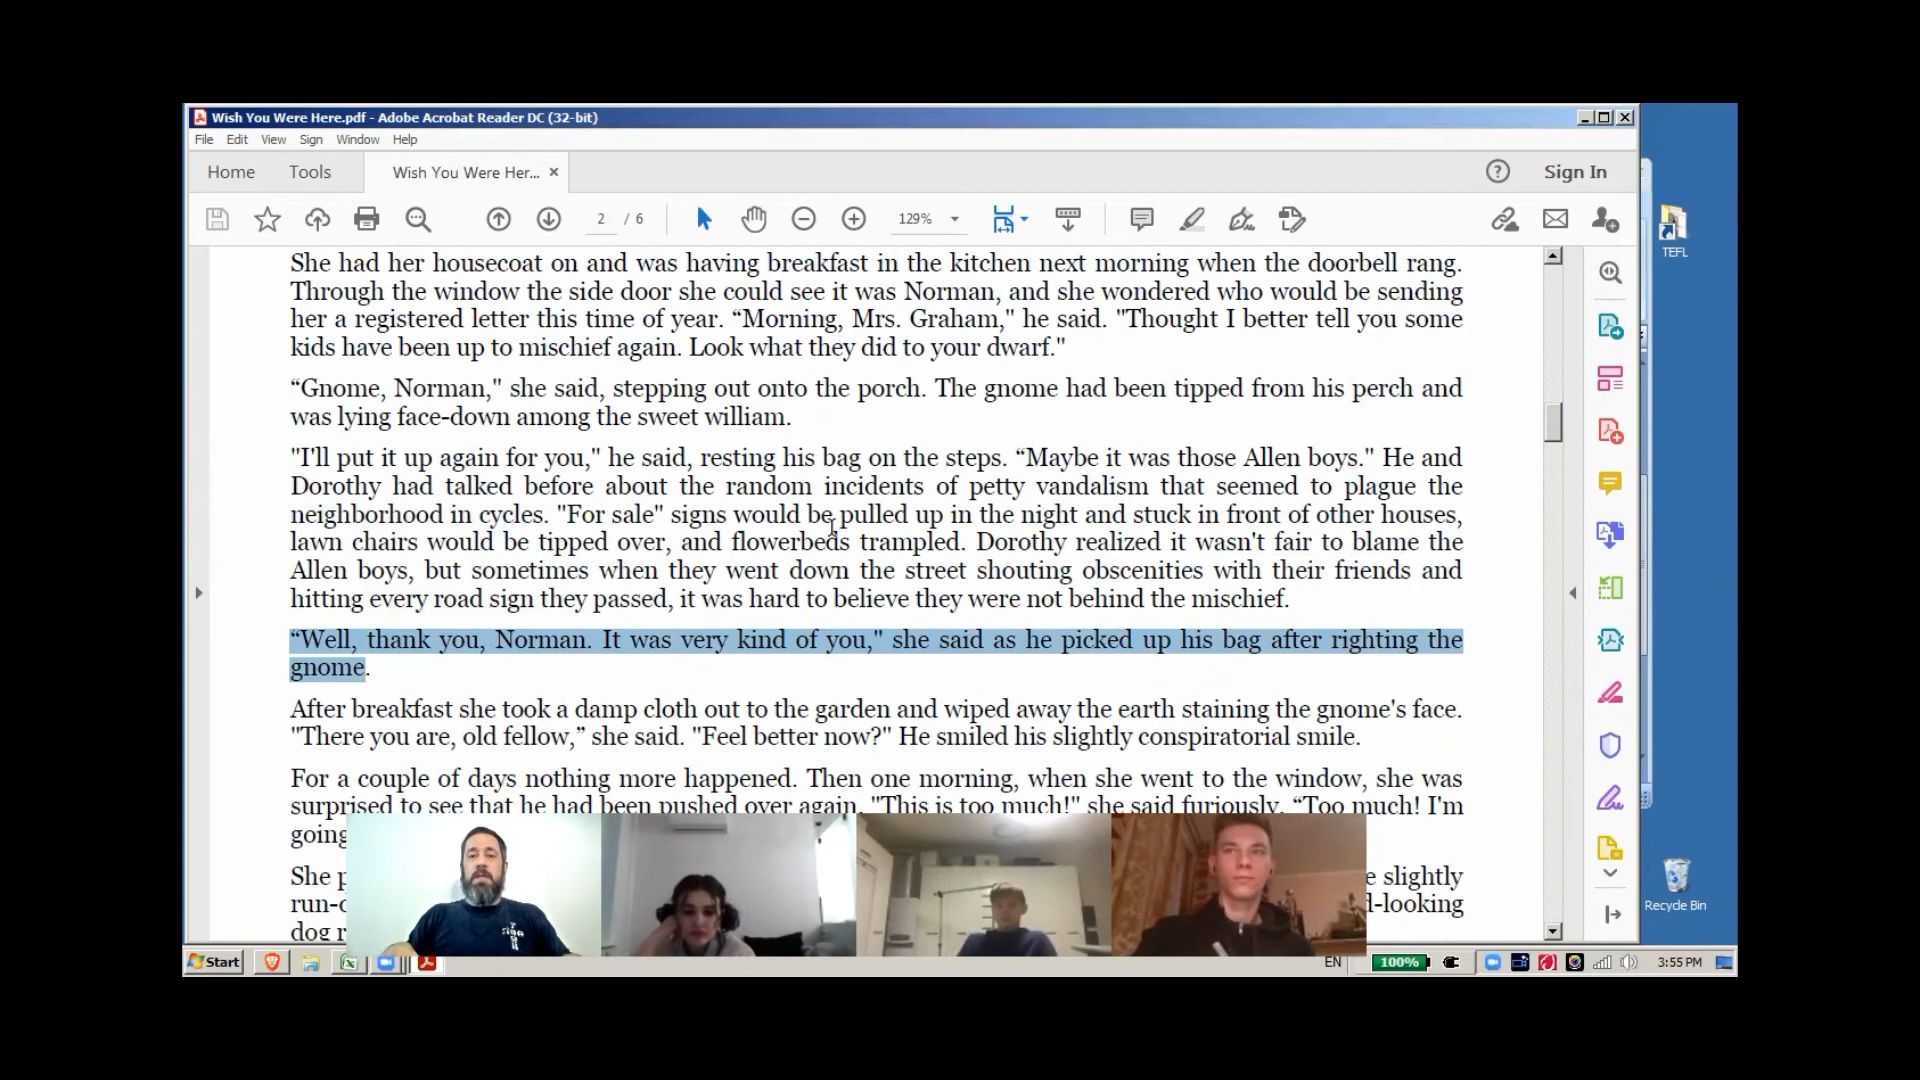 Wish You Were Here.pdf - Adobe Acrobat Reader DC (32-bit)
File Edit View Sign Window Help
Home Tools Wish You Were Her... Sign In
2 / 6 129%
She had her housecoat on and was having breakfast in the kitchen next morning when the doorbell rang.
Through the window the side door she could see it was Norman, and she wondered who would be sending
her a registered letter this time of year. “Morning, Mrs. Graham," he said. "Thought I better tell you some
kids have been up to mischief again. Look what they did to your dwarf."
“Gnome, Norman," she said, stepping out onto the porch. The gnome had been tipped from his perch and
was lying face-down among the sweet william.
"I'll put it up again for you," he said, resting his bag on the steps. “Maybe it was those Allen boys." He and
Dorothy had talked before about the random incidents of petty vandalism that seemed to plague the
neighborhood in cycles. "For sale" signs would be pulled up in the night and stuck in front of other houses,
lawn chairs would be tipped over, and flowerbeds trampled. Dorothy realized it wasn't fair to blame the
Allen boys, but sometimes when they went down the street shouting obscenities with their friends and
hitting every road sign they passed, it was hard to believe they were not behind the mischief.
“Well, thank you, Norman. It was very kind of you," she said as he picked up his bag after righting the
gnome.
After breakfast she took a damp cloth out to the garden and wiped away the earth staining the gnome's face.
"There you are, old fellow,” she said. "Feel better now?" He smiled his slightly conspiratorial smile.
For a couple of days nothing more happened. Then one morning, when she went to the window, she was
surprised to see that he had been pushed over again. "This is too much!" she said furiously. “Too much! I'm
going
She
e slightly
run-
d-looking
dog
TEFL
Recycle Bin
Start EN 100% 3:55 PM